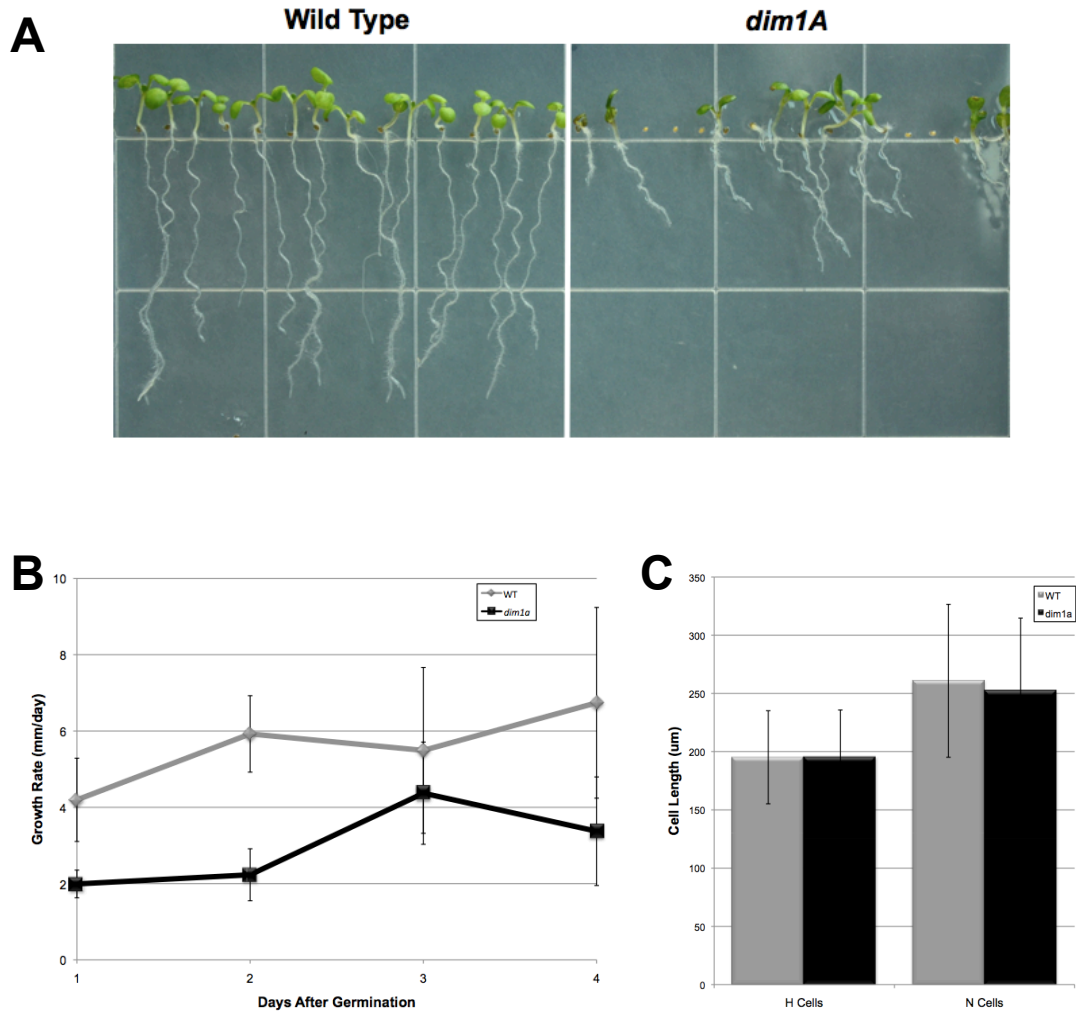 A
Wild Type
dim1A
B
10
8
6
4
2
0
1
2
3
4
Growth Rate (mm/day)
Days After Germination
WT
dim1a
C
350
300
250
200
150
100
50
0
Cell Length (um)
H Cells
N Cells
WT
dim1a